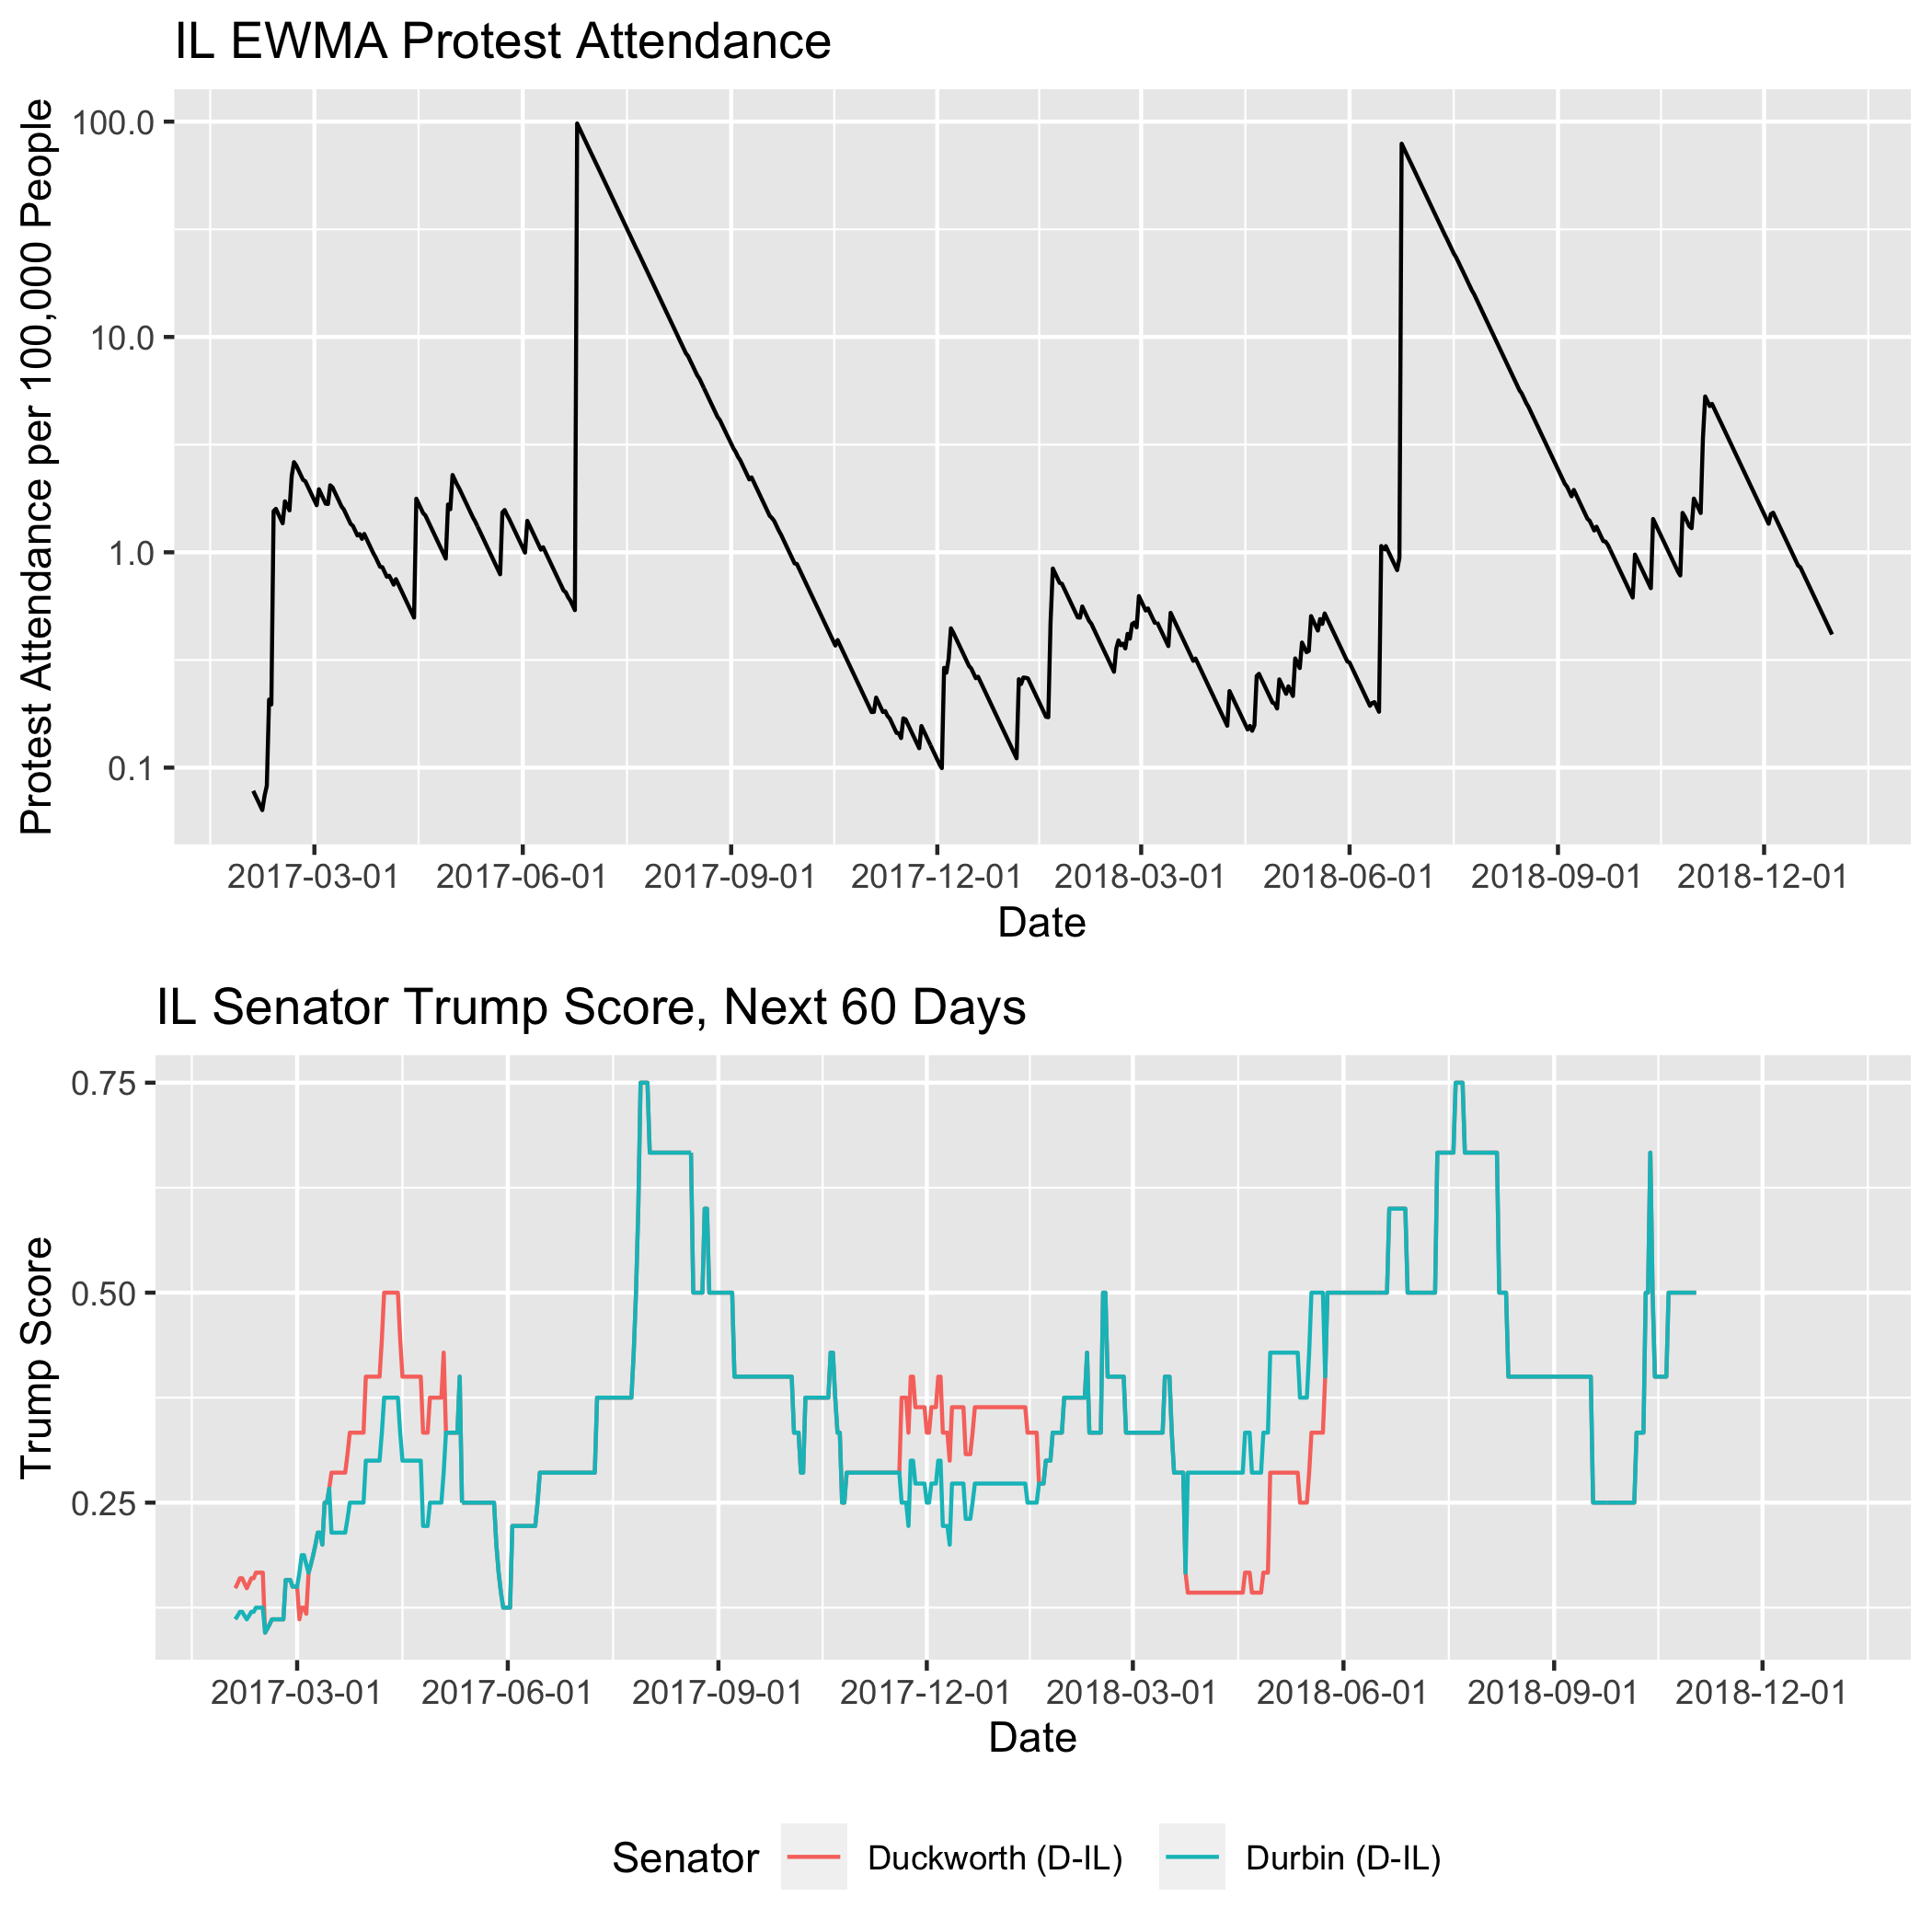 IL EWMA Protest Attendance
Protest Attendance per 100,000 People
100.0
10.0
1.0
0.1
2017-03-01 2017-06-01 2017-09-01 2017-12-01 2018-03-01 2018-06-01 2018-09-01 2018-12-01
Date
IL Senator Trump Score, Next 60 Days
Trump Score
0.75
0.50
0.25
2017-03-01 2017-06-01 2017-09-01 2017-12-01 2018-03-01 2018-06-01 2018-09-01 2018-12-01
Date
Senator Duckworth (D-IL) Durbin (D-IL)